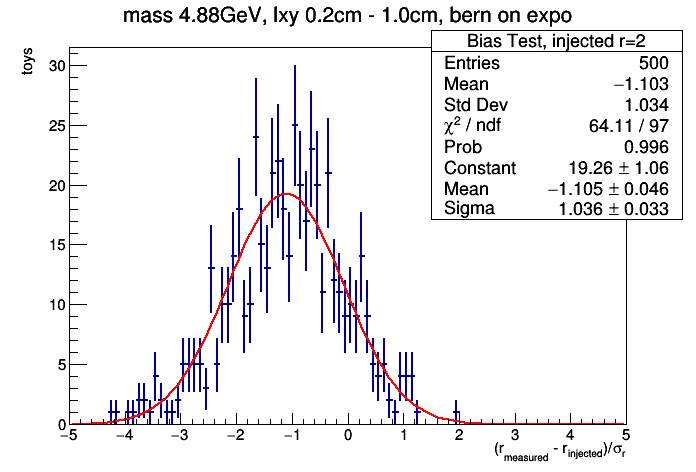 mass 4.88GeV, lxy 0.2cm - 1.0cm, bern on expo
Bias Test, injected r=2
Entries 500
Mean −1.103
Std Dev 1.034
χ² / ndf 64.11 / 97
Prob 0.996
Constant 19.26 ± 1.06
Mean −1.105 ± 0.046
Sigma 1.036 ± 0.033
toys
30
25
20
15
10
5
0
−5 −4 −3 −2 −1 0 1 2 3 4 5
(r_measured - r_injected)/σ_r